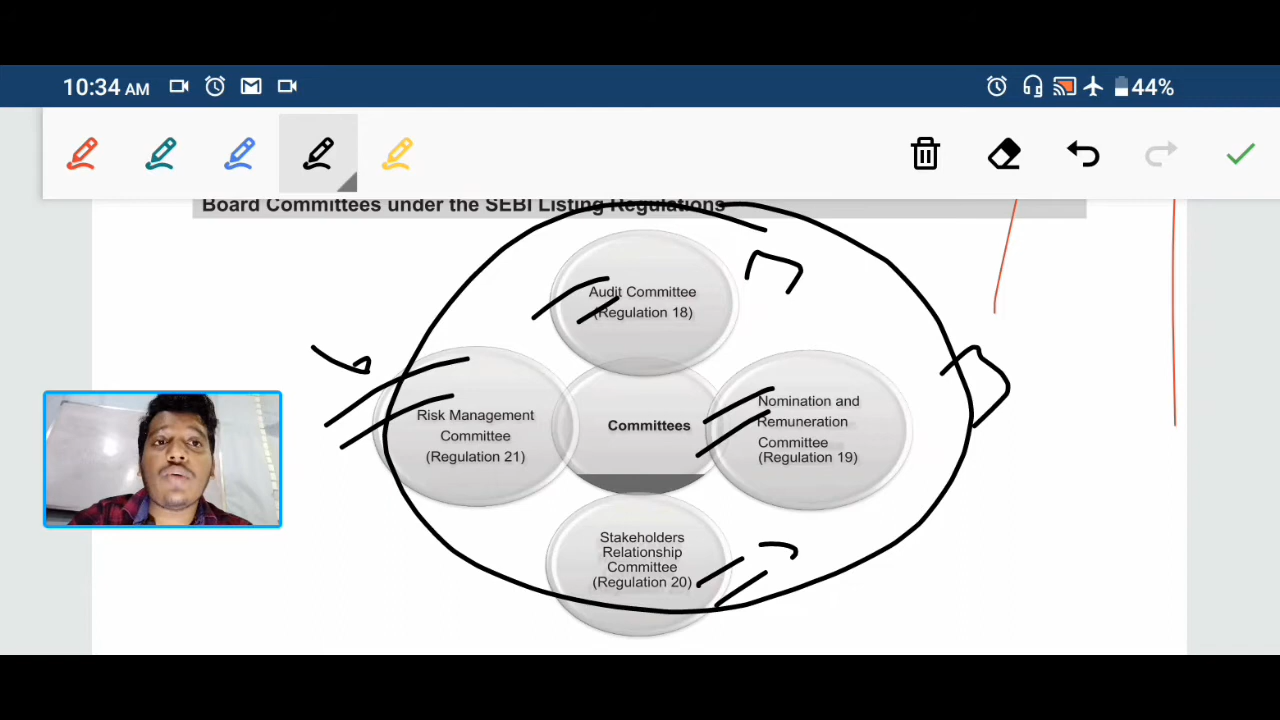 10:34 AM
44%
Board Committees under the SEBI Listing Regulations
Audit Committee
(Regulation 18)
Risk Management
Committee
(Regulation 21)
Committees
Nomination and
Remuneration
Committee
(Regulation 19)
Stakeholders
Relationship
Committee
(Regulation 20)